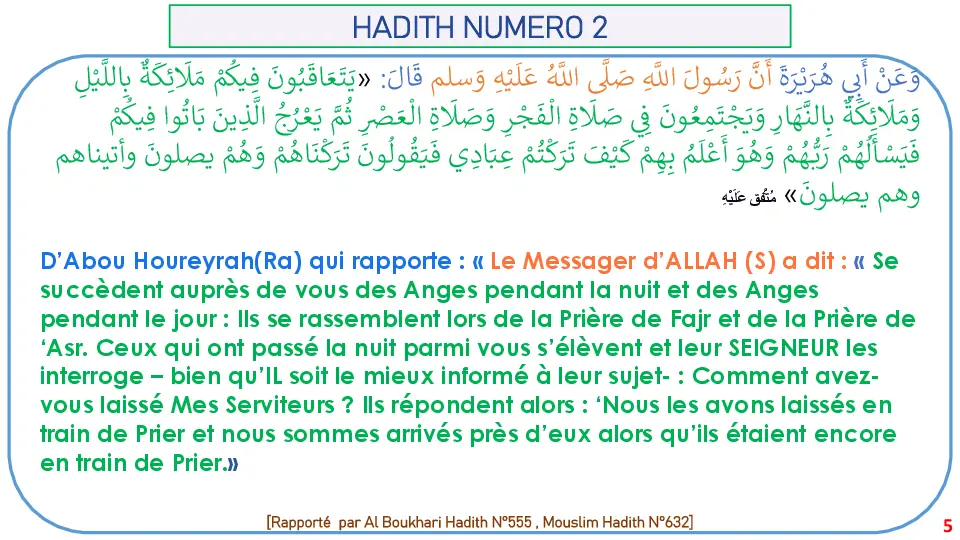 HADITH NUMERO 2
وَعَنْ أَبِي هُرَيْرَةَ أَنَّ رَسُولَ اللَّهِ صَلَّى اللَّهُ عَلَيْهِ وَسلم قَالَ: «يَتَعَاقَبُونَ فِيكُمْ مَلَائِكَةٌ بِاللَّيْلِ
وَمَلَائِكَةٌ بِالنَّهَارِ وَيَجْتَمِعُونَ فِي صَلَاةِ الْفَجْرِ وَصَلَاةِ الْعَصْرِ ثُمَّ يَعْرُجُ الَّذِينَ بَاتُوا فِيكُمْ
فَيَسْأَلُهُمْ رَبُّهُمْ وَهُوَ أَعْلَمُ بِهِمْ كَيْفَ تَرَكْتُمْ عِبَادِي فَيَقُولُونَ تَرَكْنَاهُمْ وَهُمْ يصلونَ وأتيناهم
وهم يصلونَ» مُتَّفق عَلَيْهِ
D’Abou Houreyrah(Ra) qui rapporte : « Le Messager d’ALLAH (S) a dit : « Se
succèdent auprès de vous des Anges pendant la nuit et des Anges
pendant le jour : Ils se rassemblent lors de la Prière de Fajr et de la Prière de
‘Asr. Ceux qui ont passé la nuit parmi vous s’élèvent et leur SEIGNEUR les
interroge – bien qu’IL soit le mieux informé à leur sujet- : Comment avez-
vous laissé Mes Serviteurs ? Ils répondent alors : ‘Nous les avons laissés en
train de Prier et nous sommes arrivés près d’eux alors qu’ils étaient encore
en train de Prier.»
[Rapporté par Al Boukhari Hadith N°555 , Mouslim Hadith N°632]
5